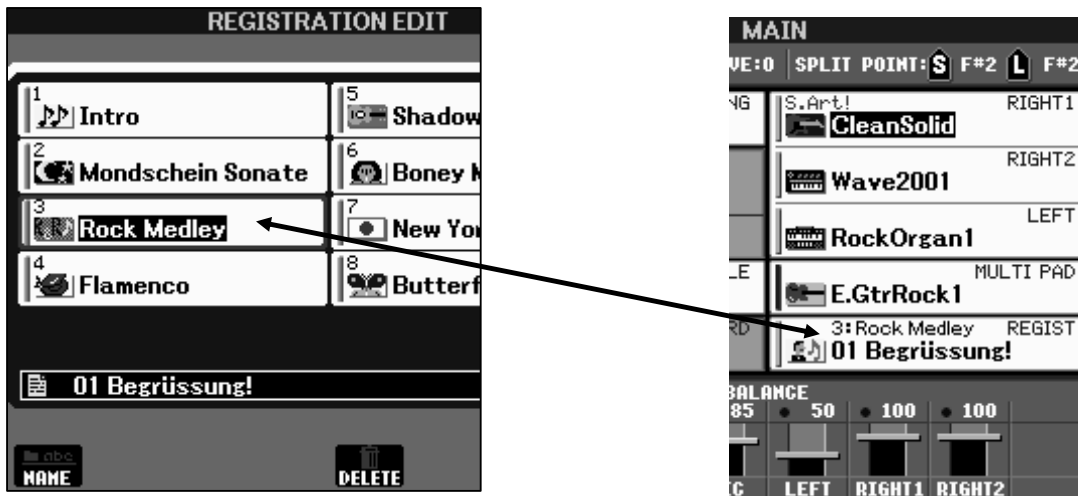 REGISTRATION EDIT
1 Intro
2 Mondschein Sonate
3 Rock Medley
4 Flamenco
5 Shadow
6 Boney
7 New
8 Butterf
01 Begrüssung!
abc
NAME
DELETE
MAIN
VE:0 SPLIT POINT: S F#2 L F#2
NG S.Art! RIGHT1
CleanSolid
RIGHT2
Wave2001
LEFT
RockOrgan1
LE MULTI PAD
E.GtrRock1
RD 3:Rock Medley REGIST
01 Begrüssung!
BALANCE
85 50 100 100
IC LEFT RIGHT1 RIGHT2